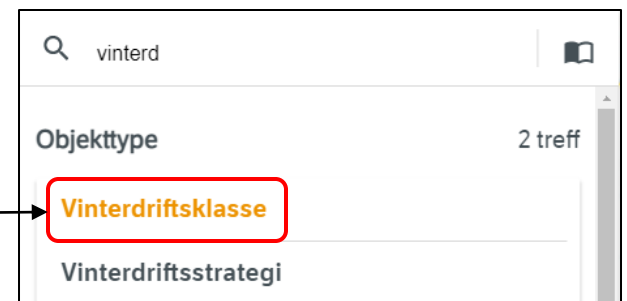 vinterd
Objekttype 2 treff
Vinterdriftsklasse
Vinterdriftsstrategi